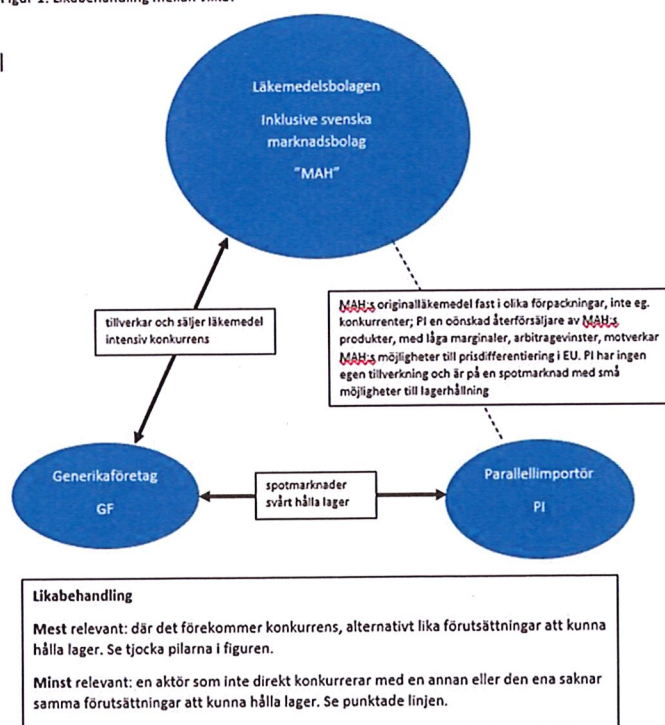 Figur 1. Likabehandling mellan vilka?
Läkemedelsbolagen
Inklusive svenska
marknadsbolag
"MAH"
tillverkar och säljer läkemedel
intensiv konkurrens
MAH:s originalläkemedel fast i olika förpackningar, inte eg.
konkurrenter; PI en oönskad återförsäljare av MAH:s
produkter, med låga marginaler, arbitragevinster, motverkar
MAH:s möjligheter till prisdifferentiering i EU. PI har ingen
egen tillverkning och är på en spotmarknad med små
möjligheter till lagerhållning
Generikaföretag
GF
spotmarknader
svårt hålla lager
Parallellimportör
PI
Likabehandling
Mest relevant: där det förekommer konkurrens, alternativt lika förutsättningar att kunna
hålla lager. Se tjocka pilarna i figuren.
Minst relevant: en aktör som inte direkt konkurrerar med en annan eller den ena saknar
samma förutsättningar att kunna hålla lager. Se punktade linjen.